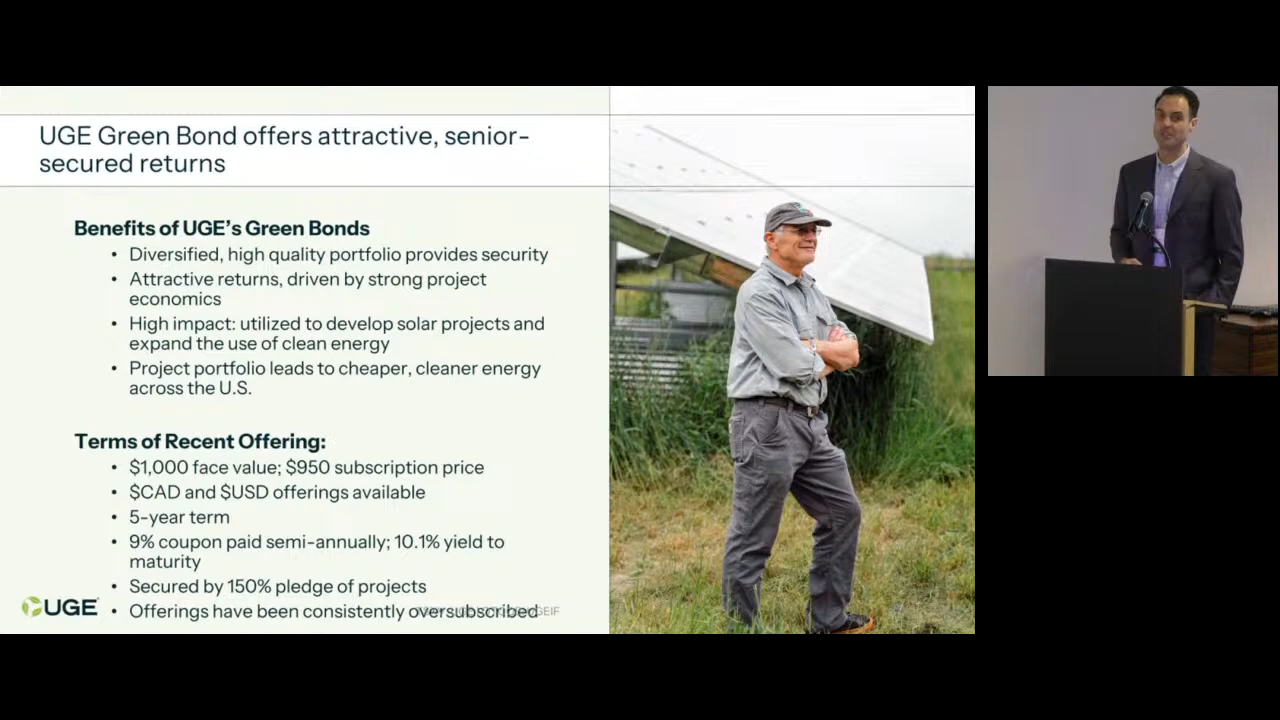 UGE Green Bond offers attractive, senior-
secured returns
Benefits of UGE's Green Bonds
• Diversified, high quality portfolio provides security
• Attractive returns, driven by strong project
economics
• High impact: utilized to develop solar projects and
expand the use of clean energy
• Project portfolio leads to cheaper, cleaner energy
across the U.S.
Terms of Recent Offering:
• $1,000 face value; $950 subscription price
• $CAD and $USD offerings available
• 5-year term
• 9% coupon paid semi-annually; 10.1% yield to
maturity
• Secured by 150% pledge of projects
• Offerings have been consistently oversubscribed
UGE